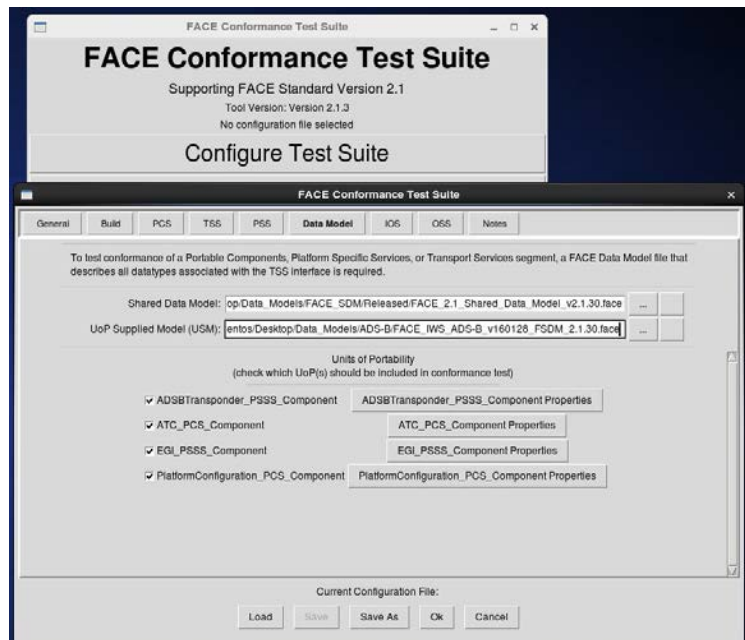 FACE Conformance Test Suite
FACE Conformance Test Suite
Supporting FACE Standard Version 2.1
Tool Version: Version 2.1.3
No configuration file selected
Configure Test Suite
FACE Conformance Test Suite
General Build PCS TSS PSS Data Model IOS OSS Notes
To test conformance of a Portable Components, Platform Specific Services, or Transport Services segment, a FACE Data Model file that
describes all datatypes associated with the TSS interface is required.
Shared Data Model: op/Data_Models/FACE_SDM/Released/FACE_2.1_Shared_Data_Model_v2.1.30.face ...
UoP Supplied Model (USM): entos/Desktop/Data_Models/ADS-B/FACE_IWS_ADS-B_v160128_FSDM_2.1.30.face ...
Units of Portability
(check which UoP(s) should be included in conformance test)
ADSBTransponder_PSSS_Component ADSBTransponder_PSSS_Component Properties
ATC_PCS_Component ATC_PCS_Component Properties
EGI_PSSS_Component EGI_PSSS_Component Properties
PlatformConfiguration_PCS_Component PlatformConfiguration_PCS_Component Properties
Current Configuration File:
Load Save Save As Ok Cancel